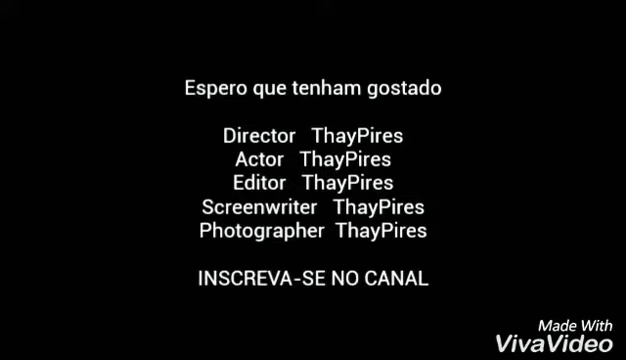 Espero que tenham gostado
Director ThayPires
Actor ThayPires
Editor ThayPires
Screenwriter ThayPires
Photographer ThayPires
INSCREVA-SE NO CANAL
Made With
VivaVideo